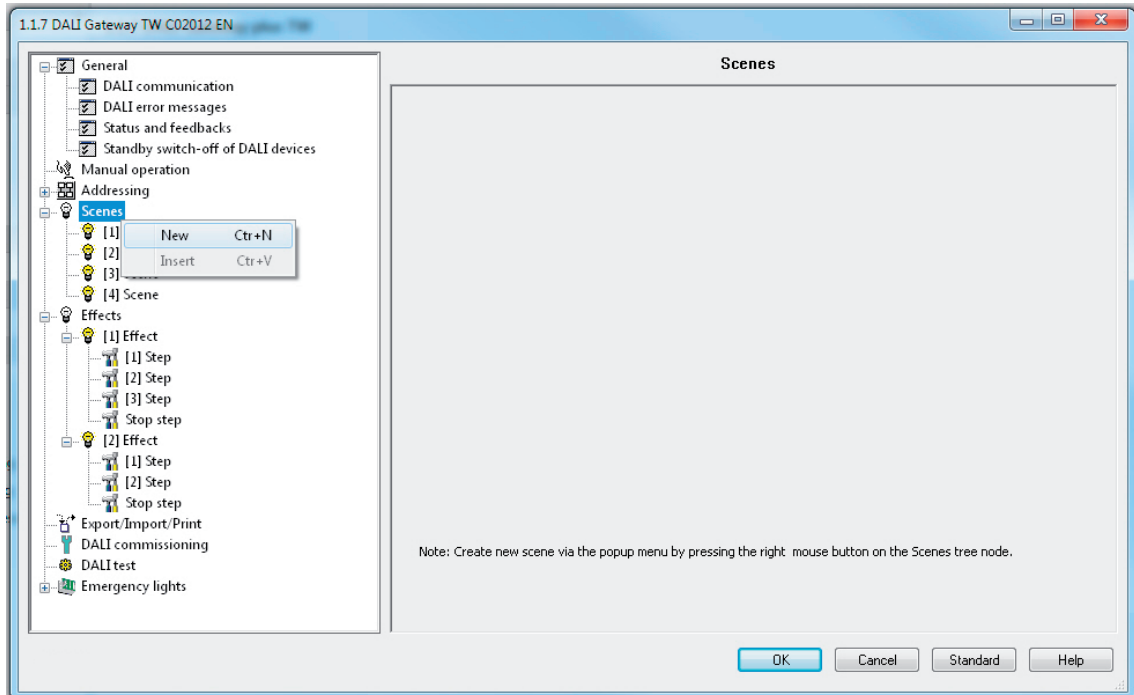 1.1.7 DALI Gateway TW C02012 EN
General
DALI communication
DALI error messages
Status and feedbacks
Standby switch-off of DALI devices
Manual operation
Addressing
Scenes
[1]
[2]
[3]
[4] Scene
New Ctr+N
Insert Ctr+V
Effects
[1] Effect
[1] Step
[2] Step
[3] Step
Stop step
[2] Effect
[1] Step
[2] Step
Stop step
Export/Import/Print
DALI commissioning
DALI test
Emergency lights
Scenes
Note: Create new scene via the popup menu by pressing the right mouse button on the Scenes tree node.
OK Cancel Standard Help